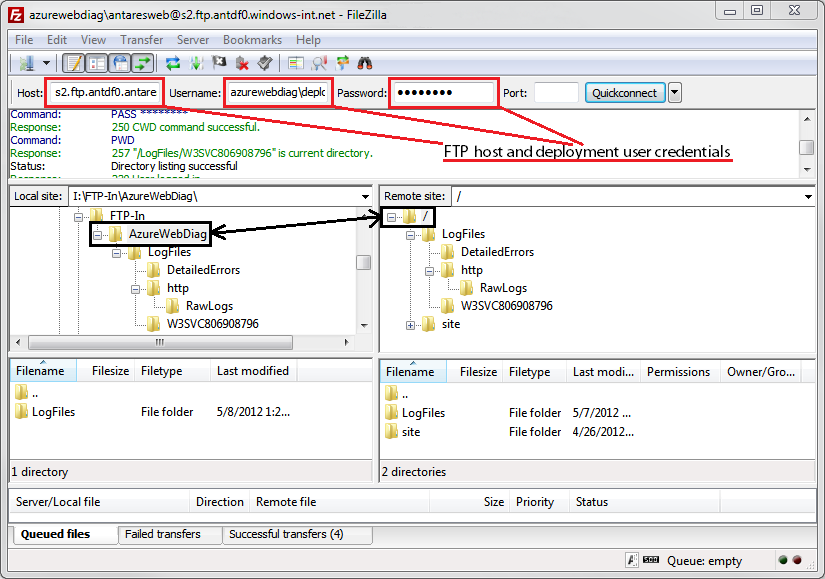 azurewebdiag\antaresweb@s2.ftp.antdf0.windows-int.net - FileZilla
File Edit View Transfer Server Bookmarks Help
Host: s2.ftp.antdf0.antare Username: azurewebdiag\deplo Password: ●●●●●●●● Port: Quickconnect
Command: PASS ********
Response: 250 CWD command successful.
Command: PWD
Response: 257 "/LogFiles/W3SVC806908796" is current directory.
Status: Directory listing successful
FTP host and deployment user credentials
Local site: I:\FTP-In\AzureWebDiag\
FTP-In
AzureWebDiag
LogFiles
DetailedErrors
http
RawLogs
W3SVC806908796
Remote site: /
/
LogFiles
DetailedErrors
http
RawLogs
W3SVC806908796
site
Filename Filesize Filetype Last modified
..
LogFiles File folder 5/8/2012 1:2...
1 directory
Filename Filesize Filetype Last modi... Permissions Owner/Gro...
..
LogFiles File folder 5/7/2012 ...
site File folder 4/26/2012...
2 directories
Server/Local file Direction Remote file Size Priority Status
Queued files Failed transfers Successful transfers (4)
Queue: empty